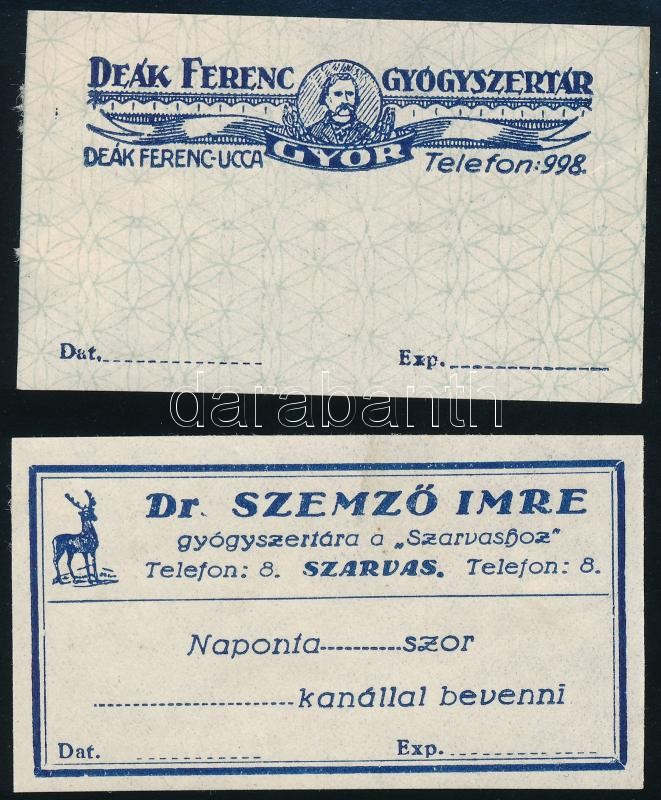 DEÁK FERENC GYÓGYSZERTÁR
DEÁK FERENC-UCCA GYŐR Telefon: 998.
Dat. Exp.
darabanth
Dr. SZEMZŐ IMRE
gyógyszertára a „Szarvashoz"
Telefon: 8. SZARVAS. Telefon: 8.
Naponta szor
kanállal bevenni
Dat. Exp.